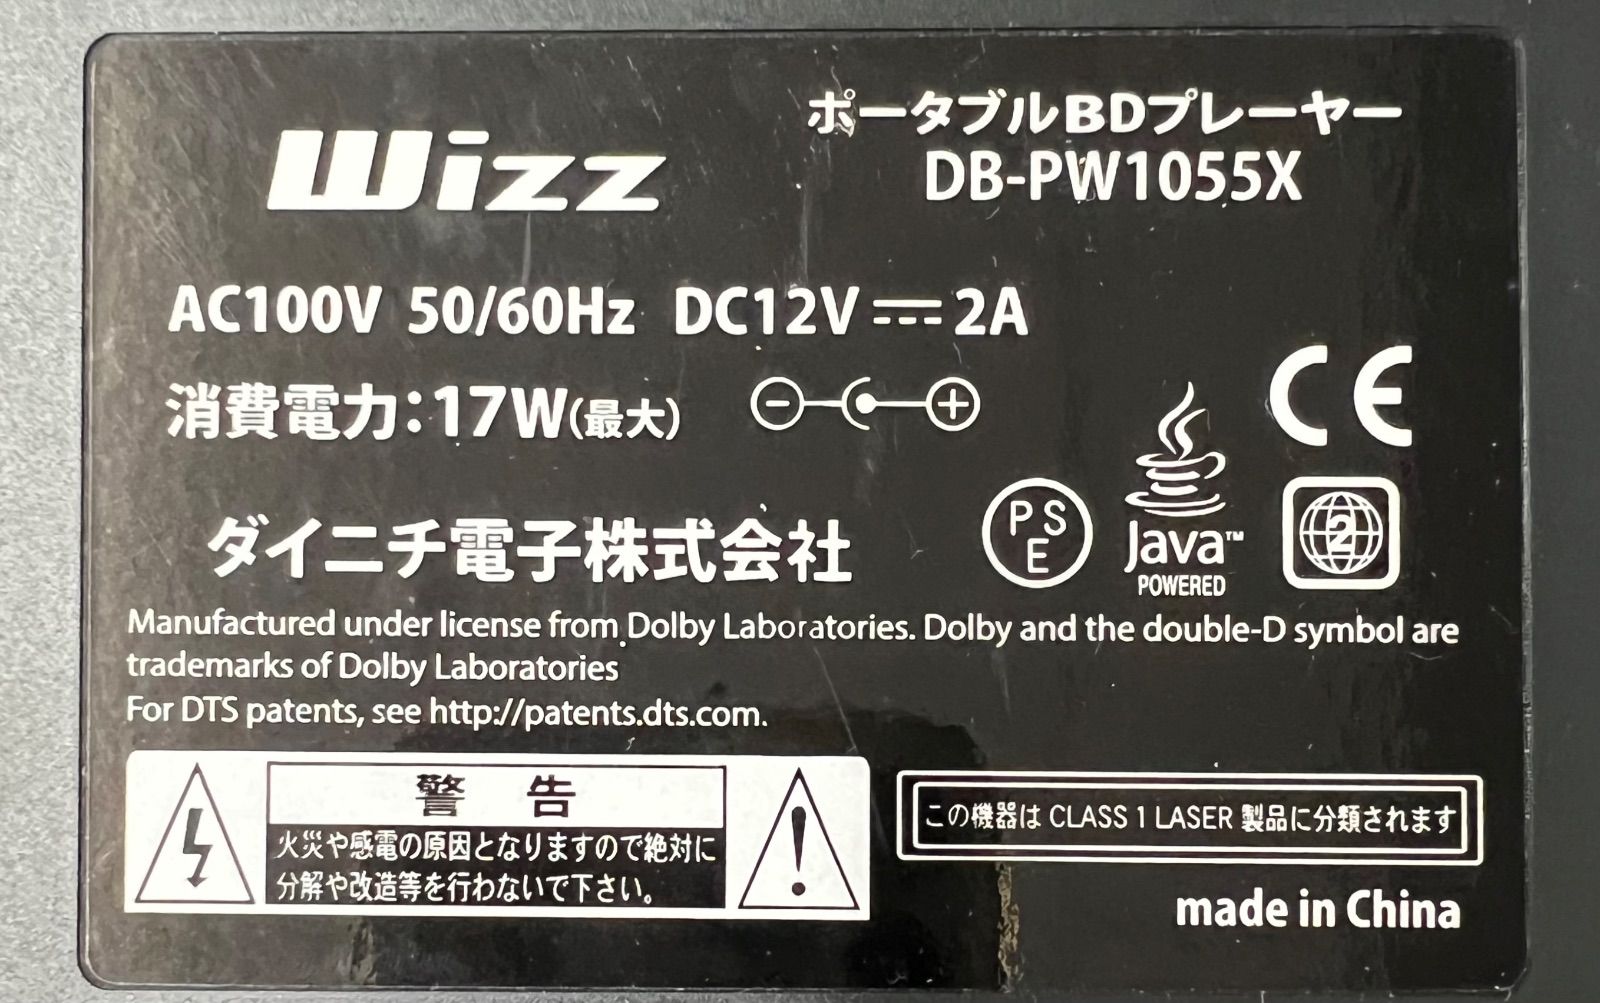 Wizz
ポータブルBDプレーヤー
DB-PW1055X
AC100V 50/60Hz DC12V ⎓ 2A
消費電力：17W(最大)
CE
PSE
Java™
POWERED
2
ダイニチ電子株式会社
Manufactured under license from Dolby Laboratories. Dolby and the double-D symbol are
trademarks of Dolby Laboratories
For DTS patents, see http://patents.dts.com.
警 告
火災や感電の原因となりますので絶対に
分解や改造等を行わないで下さい。
この機器は CLASS 1 LASER 製品に分類されます
made in China